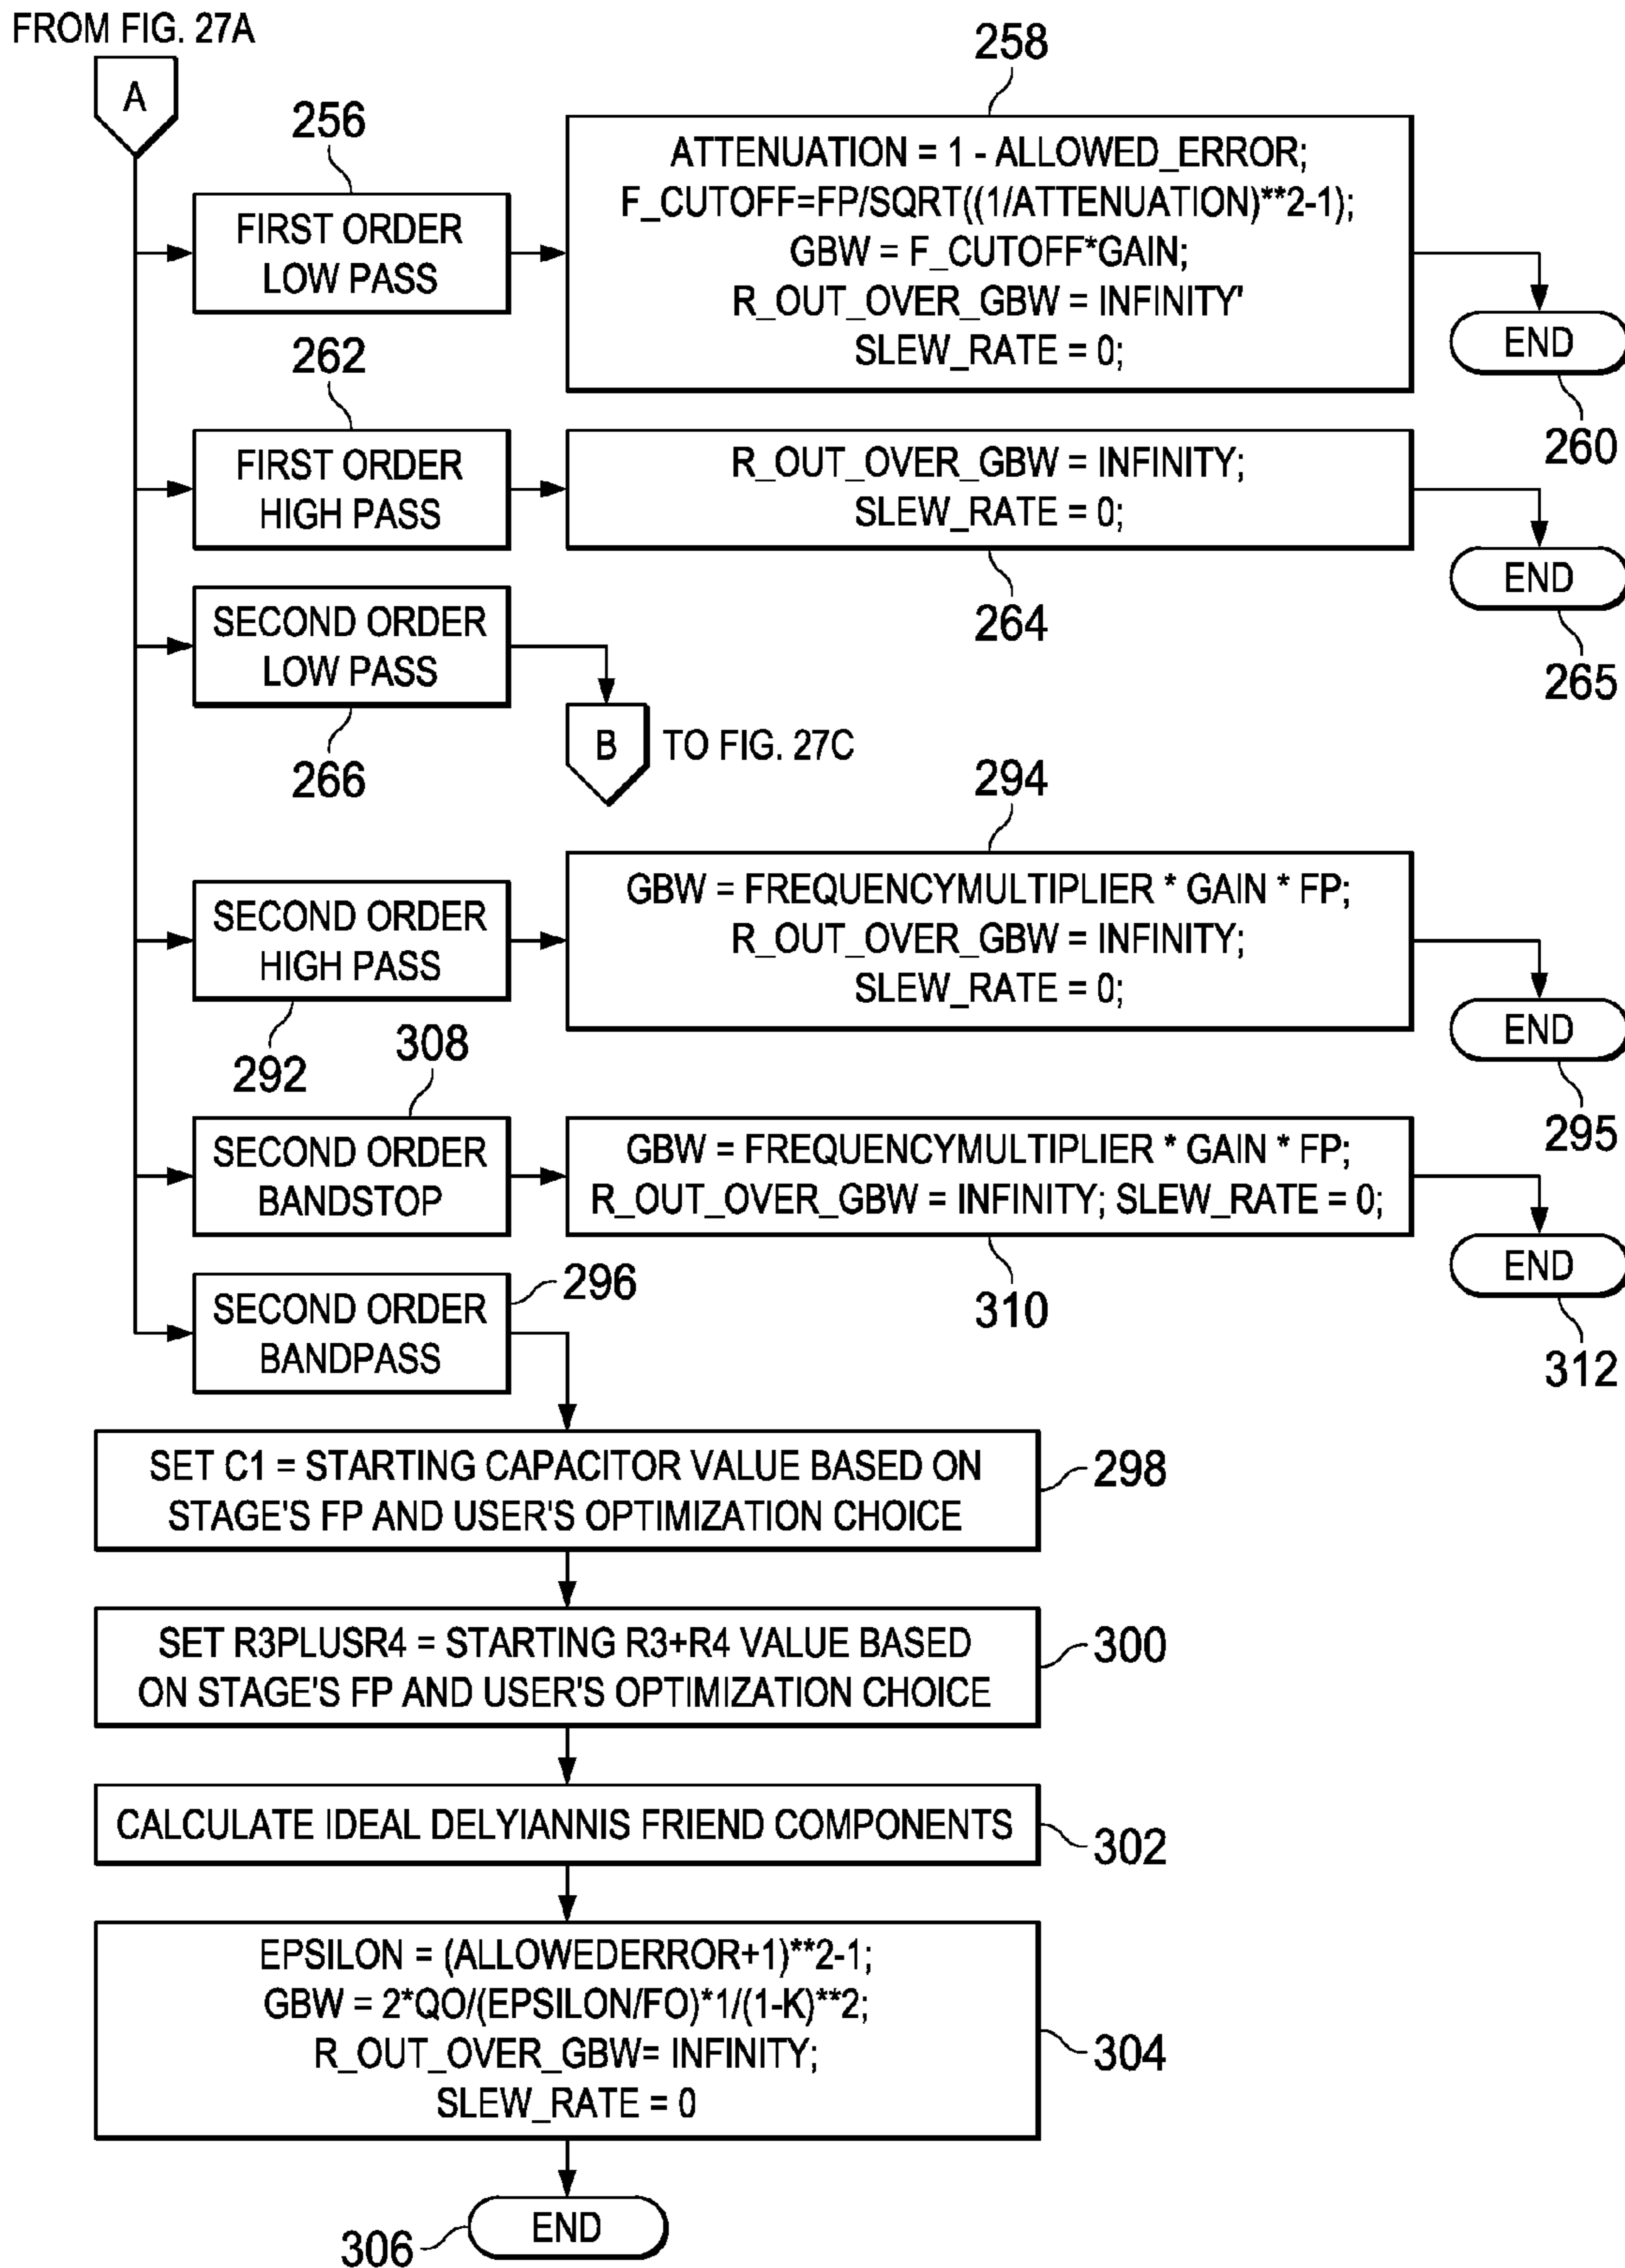 FROM FIG. 27A
A
256
FIRST ORDER
LOW PASS
258
ATTENUATION = 1 - ALLOWED_ERROR;
F_CUTOFF=FP/SQRT((1/ATTENUATION)**2-1);
GBW = F_CUTOFF*GAIN;
R_OUT_OVER_GBW = INFINITY'
SLEW_RATE = 0;
END
260
262
FIRST ORDER
HIGH PASS
R_OUT_OVER_GBW = INFINITY;
SLEW_RATE = 0;
264
END
265
SECOND ORDER
LOW PASS
266
B
TO FIG. 27C
SECOND ORDER
HIGH PASS
292
294
GBW = FREQUENCYMULTIPLIER * GAIN * FP;
R_OUT_OVER_GBW = INFINITY;
SLEW_RATE = 0;
END
295
308
SECOND ORDER
BANDSTOP
GBW = FREQUENCYMULTIPLIER * GAIN * FP;
R_OUT_OVER_GBW = INFINITY; SLEW_RATE = 0;
310
END
312
SECOND ORDER
BANDPASS
296
SET C1 = STARTING CAPACITOR VALUE BASED ON
STAGE'S FP AND USER'S OPTIMIZATION CHOICE
298
SET R3PLUSR4 = STARTING R3+R4 VALUE BASED
ON STAGE'S FP AND USER'S OPTIMIZATION CHOICE
300
CALCULATE IDEAL DELYIANNIS FRIEND COMPONENTS
302
EPSILON = (ALLOWEDERROR+1)**2-1;
GBW = 2*QO/(EPSILON/FO)*1/(1-K)**2;
R_OUT_OVER_GBW= INFINITY;
SLEW_RATE = 0
304
END
306